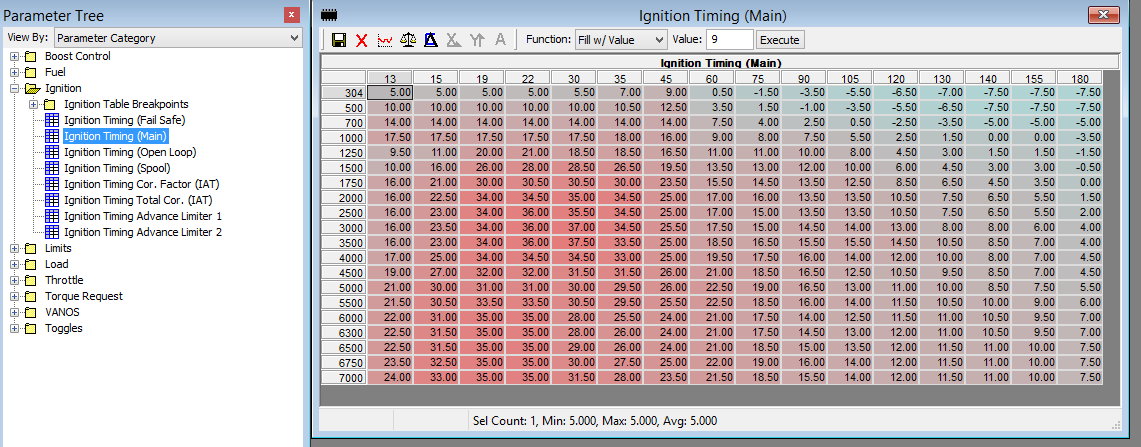 Parameter Tree
x
View By: Parameter Category
Boost Control
Fuel
Ignition
Ignition Table Breakpoints
Ignition Timing (Fail Safe)
Ignition Timing (Main)
Ignition Timing (Open Loop)
Ignition Timing (Spool)
Ignition Timing Cor. Factor (IAT)
Ignition Timing Total Cor. (IAT)
Ignition Timing Advance Limiter 1
Ignition Timing Advance Limiter 2
Limits
Load
Throttle
Torque Request
VANOS
Toggles
Ignition Timing (Main)
Function: Fill w/ Value Value: 9 Execute
Ignition Timing (Main)
13 15 19 22 30 35 45 60 75 90 105 120 130 140 155 180
304 5.00 5.00 5.00 5.00 5.50 7.00 9.00 0.50 -1.50 -3.50 -5.50 -6.50 -7.00 -7.50 -7.50 -7.50
500 10.00 10.00 10.00 10.00 10.00 10.50 12.50 3.50 1.50 -1.00 -3.50 -5.50 -6.50 -7.50 -7.50 -7.50
700 14.00 14.00 14.00 14.00 14.00 14.00 14.00 7.50 4.00 2.50 0.50 -2.50 -3.50 -5.00 -5.00 -5.00
1000 17.50 17.50 17.50 17.50 17.50 18.00 16.00 9.00 8.00 7.50 5.50 2.50 1.50 0.00 0.00 -3.50
1250 9.50 11.00 20.00 21.00 18.50 18.50 16.50 11.00 11.00 10.00 8.00 4.50 3.00 1.50 1.50 -1.50
1500 10.00 16.00 26.00 28.00 28.50 26.50 19.50 13.50 13.00 12.00 10.00 6.00 4.50 3.00 3.00 -0.50
1750 16.00 21.00 30.00 30.50 30.50 30.00 23.50 15.50 14.50 13.50 12.50 8.50 6.50 4.50 3.50 0.00
2000 16.00 22.50 34.00 34.50 35.00 34.50 25.00 17.00 16.00 13.50 13.50 10.50 7.50 6.50 5.50 1.50
2500 16.00 23.50 34.00 36.00 35.50 34.50 25.00 17.00 15.00 13.50 13.50 10.50 7.50 6.50 5.50 2.00
3000 16.00 23.50 34.00 36.00 37.00 34.50 25.50 17.50 15.00 14.50 14.00 13.00 8.00 8.00 6.00 4.00
3500 16.00 23.00 34.00 36.00 37.50 33.50 25.00 18.50 16.50 15.50 14.50 10.50 8.50 7.00 4.00
4000 17.00 25.00 34.00 34.50 34.50 33.00 25.00 19.50 17.50 16.00 14.00 12.00 9.00 8.00 7.00 4.50
4500 19.00 27.00 32.00 32.00 31.50 31.50 26.00 21.00 18.50 16.50 12.50 10.50 9.50 8.50 7.00 4.50
5000 21.00 30.00 30.00 31.00 31.00 29.50 26.00 22.50 19.00 16.50 13.00 11.00 10.00 8.50 7.50 5.50
5500 21.50 30.50 33.50 33.50 30.50 29.50 25.00 22.50 18.50 16.00 14.00 11.50 10.50 10.00 9.00 6.00
6000 22.00 31.00 35.00 35.00 28.00 25.50 24.00 21.00 17.50 14.00 12.00 12.50 11.50 11.00 10.50 9.50 7.00
6300 22.50 31.50 35.00 35.00 28.00 26.00 24.00 21.00 17.50 14.50 13.00 12.00 11.00 10.50 9.50 7.00
6500 22.50 31.50 35.00 35.00 29.00 26.00 24.00 21.00 18.00 15.50 13.50 12.00 11.50 11.00 10.00 7.50
6750 23.50 32.50 35.00 35.00 30.00 27.50 25.00 22.00 19.00 16.00 14.00 12.00 11.50 11.00 10.00 7.50
7000 24.00 33.00 35.00 35.00 31.50 28.00 23.50 21.50 18.50 15.50 14.00 12.00 11.50 11.00 10.00 7.50
Sel Count: 1, Min: 5.000, Max: 5.000, Avg: 5.000